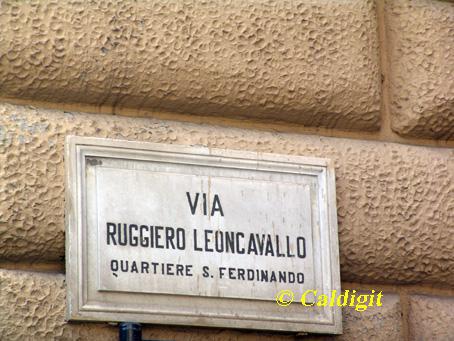 VIA
RUGGIERO LEONCAVALLO
QUARTIERE S. FERDINANDO
© Caldigit